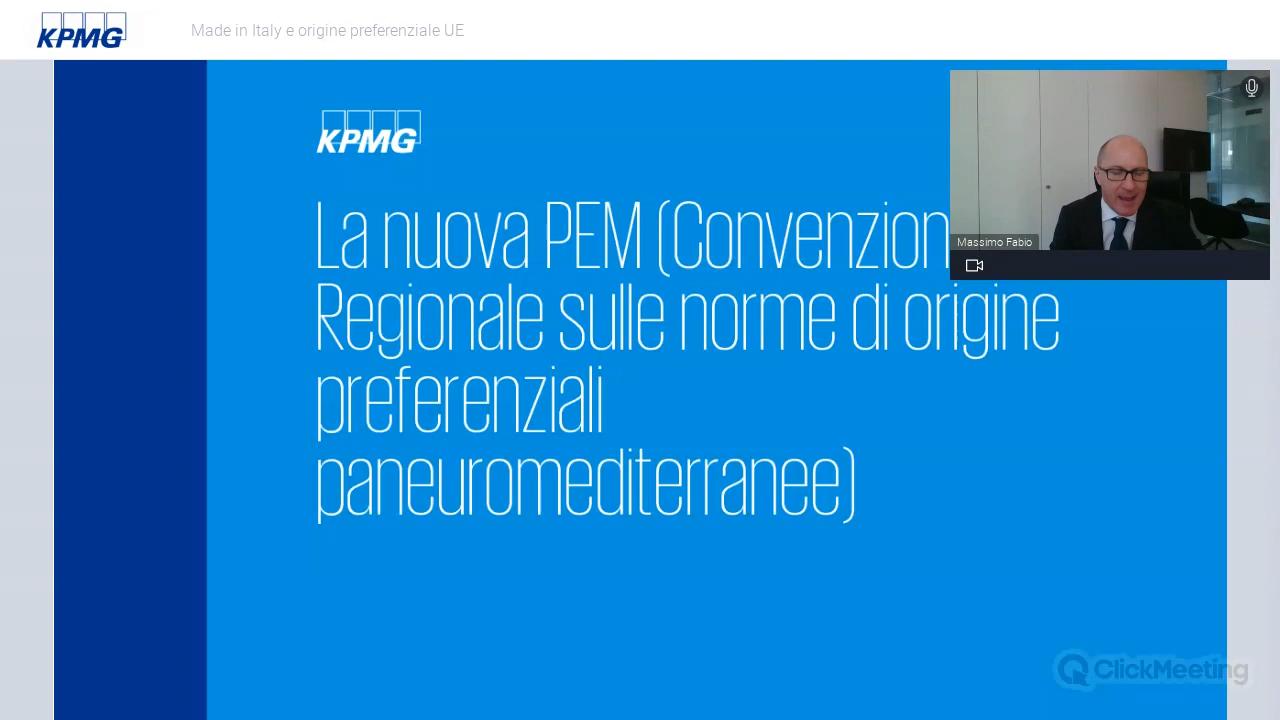 KPMG
Made in Italy e origine preferenziale UE
KPMG
La nuova PEM (Convenzion
Regionale sulle norme di origine
preferenziali
paneuromediterranee)
Massimo Fabio
ClickMeeting